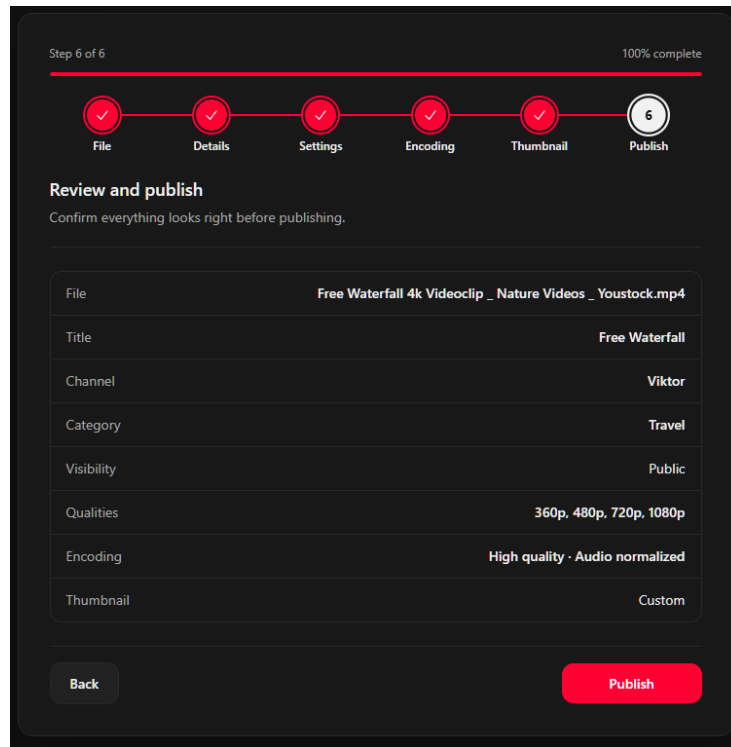 Step 6 of 6
100% complete
6
File
Details
Settings
Encoding
Thumbnail
Publish
Review and publish
Confirm everything looks right before publishing.
File
Free Waterfall 4k Videoclip _ Nature Videos _ Youstock.mp4
Title
Free Waterfall
Channel
Viktor
Category
Travel
Visibility
Public
Qualities
360p, 480p, 720p, 1080p
Encoding
High quality · Audio normalized
Thumbnail
Custom
Back
Publish